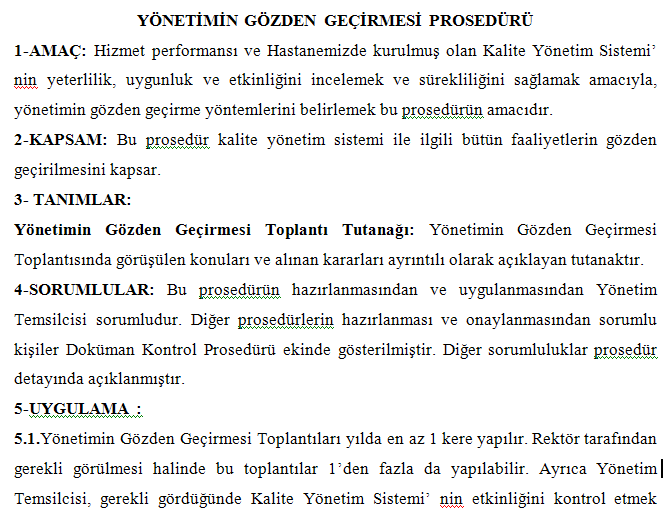 YÖNETİMİN GÖZDEN GEÇİRMESİ PROSEDÜRÜ
1-AMAÇ: Hizmet performansı ve Hastanemizde kurulmuş olan Kalite Yönetim Sistemi’
nin yeterlilik, uygunluk ve etkinliğini incelemek ve sürekliliğini sağlamak amacıyla,
yönetimin gözden geçirme yöntemlerini belirlemek bu prosedürün amacıdır.
2-KAPSAM: Bu prosedür kalite yönetim sistemi ile ilgili bütün faaliyetlerin gözden
geçirilmesini kapsar.
3- TANIMLAR:
Yönetimin Gözden Geçirmesi Toplantı Tutanağı: Yönetimin Gözden Geçirmesi
Toplantısında görüşülen konuları ve alınan kararları ayrıntılı olarak açıklayan tutanaktır.
4-SORUMLULAR: Bu prosedürün hazırlanmasından ve uygulanmasından Yönetim
Temsilcisi sorumludur. Diğer prosedürlerin hazırlanması ve onaylanmasından sorumlu
kişiler Doküman Kontrol Prosedürü ekinde gösterilmiştir. Diğer sorumluluklar prosedür
detayında açıklanmıştır.
5-UYGULAMA :
5.1.Yönetimin Gözden Geçirmesi Toplantıları yılda en az 1 kere yapılır. Rektör tarafından
gerekli görülmesi halinde bu toplantılar 1’den fazla da yapılabilir. Ayrıca Yönetim
Temsilcisi, gerekli gördüğünde Kalite Yönetim Sistemi’ nin etkinliğini kontrol etmek